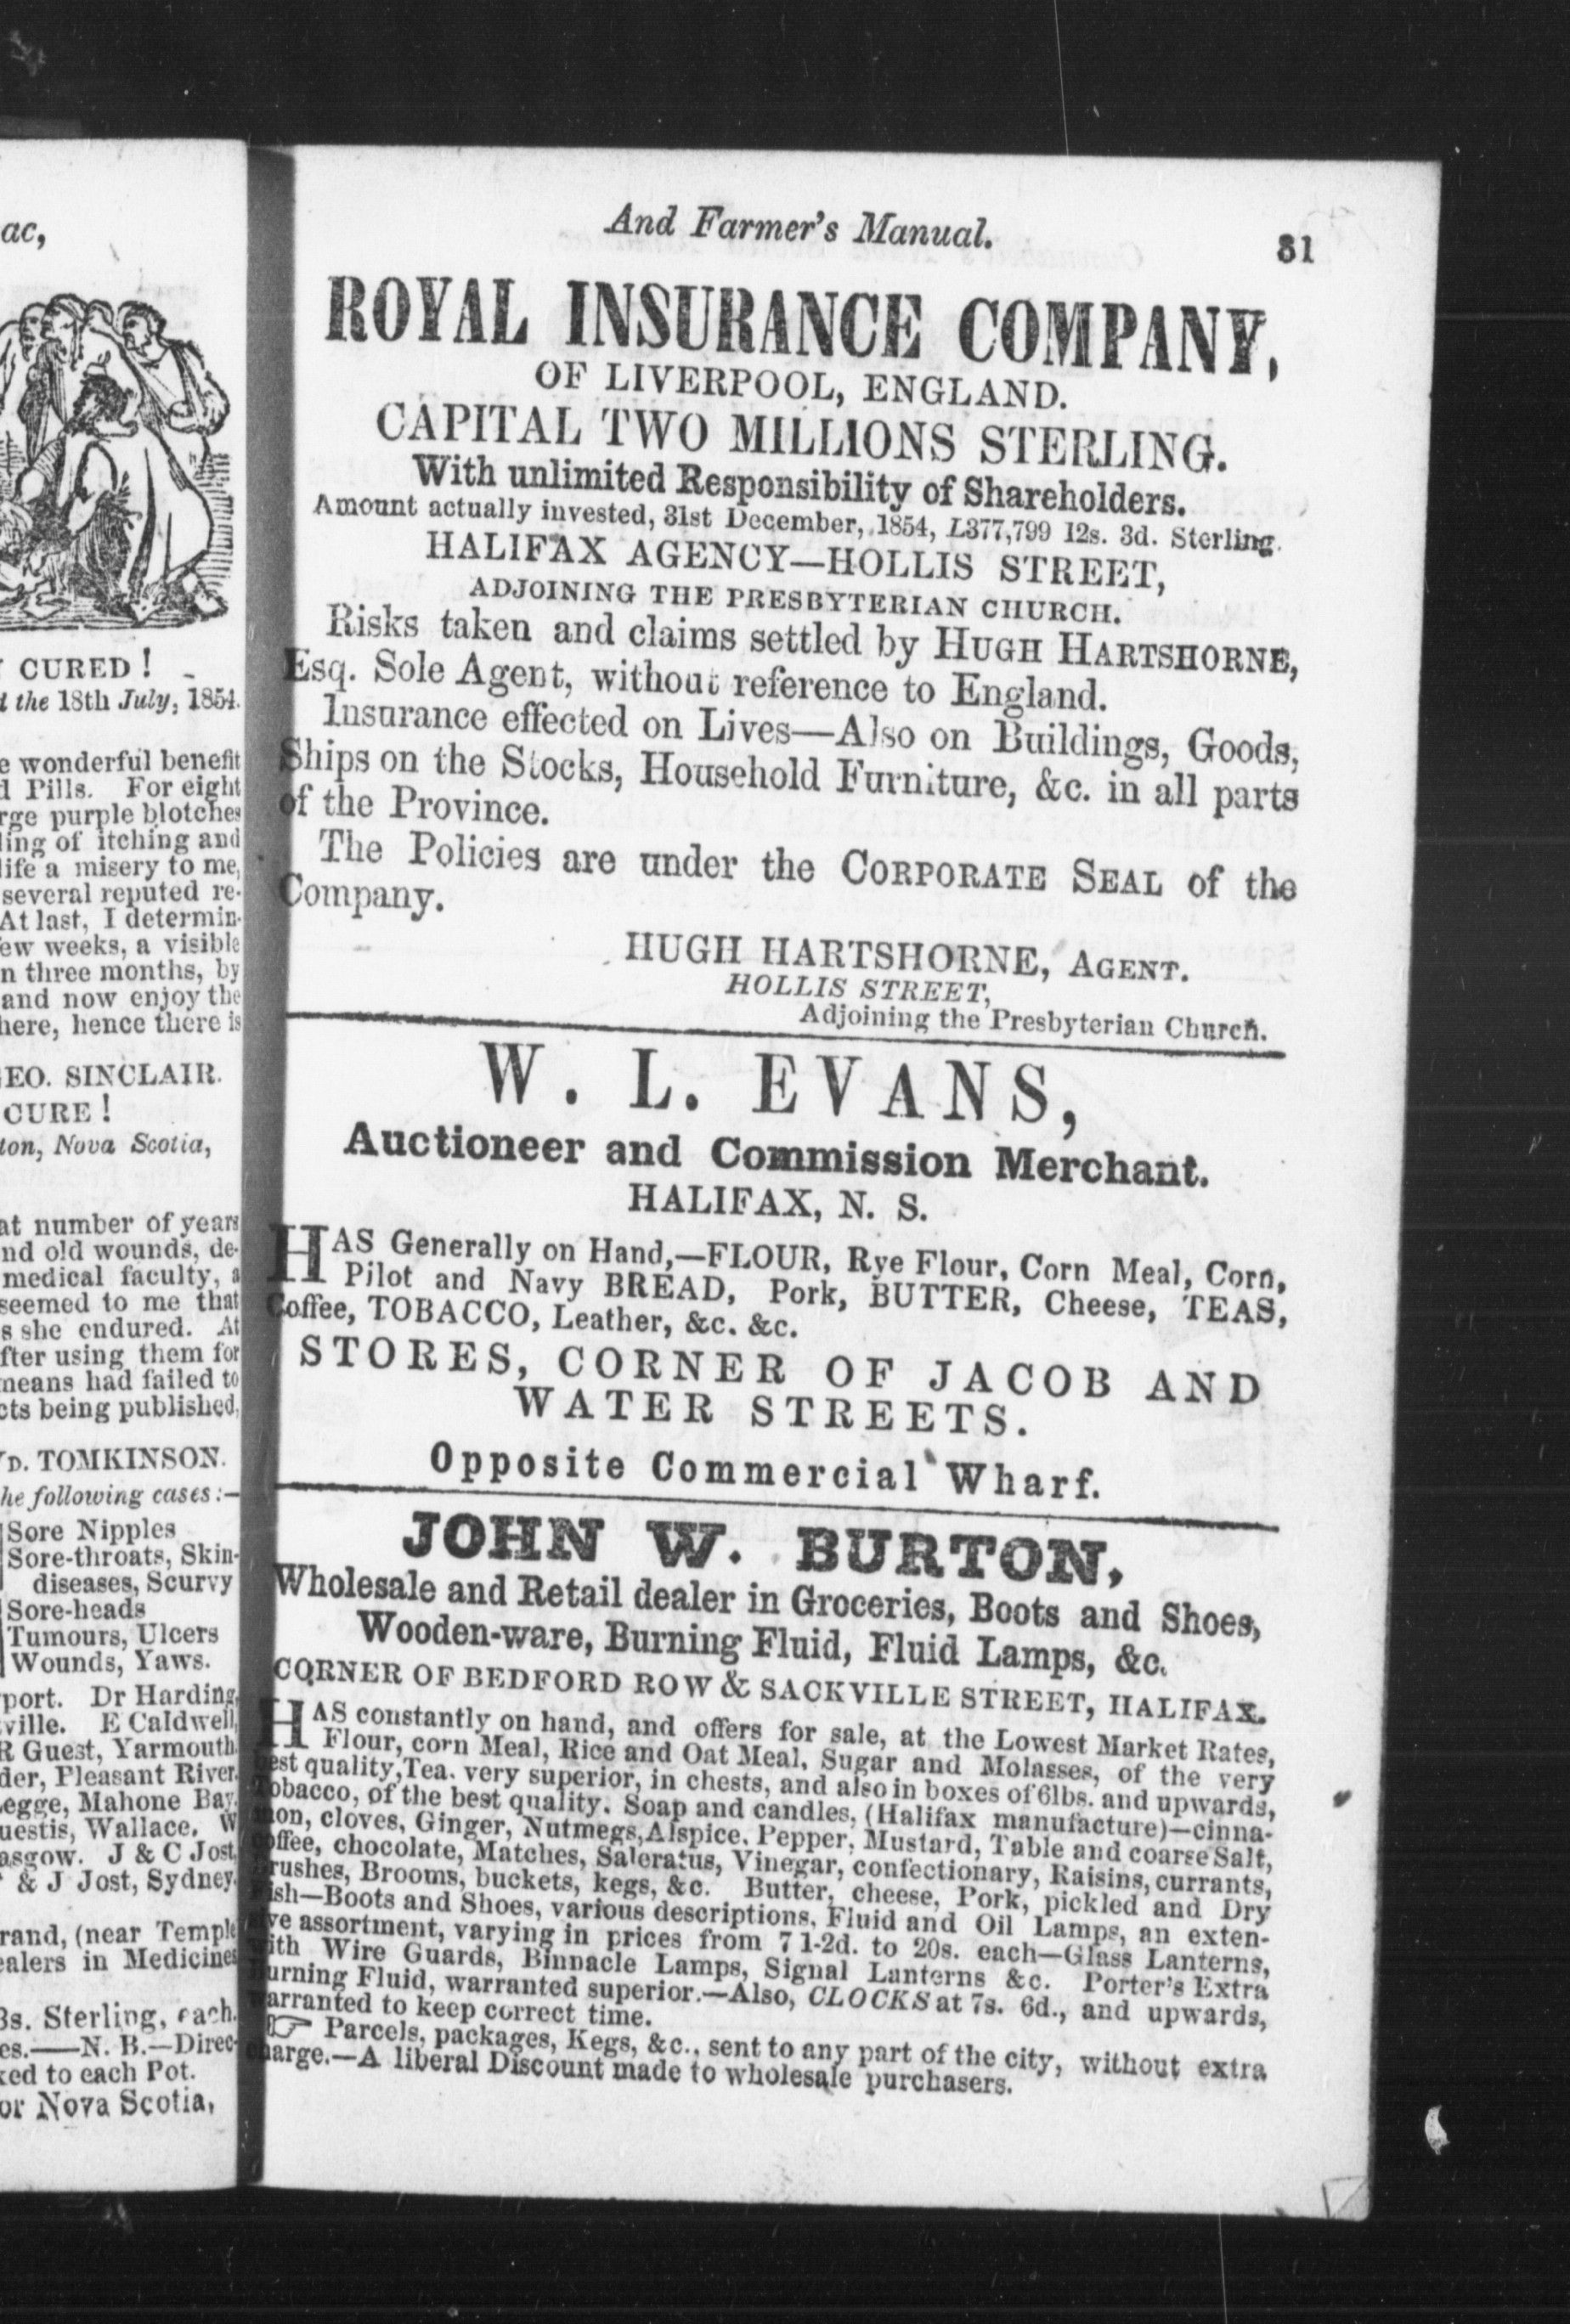 ac,
CURED!
the 18th July, 1854.
wonderful benefit
Pills. For eight
purple blotches
of itching and
life a misery to me,
several reputed re-
At last, I determin-
weeks, a visible
three months, by
and now enjoy the
here, hence there is
GEO. SINCLAIR.
CURE!
Nova Scotia,
number of years
old wounds, de-
medical faculty, a
seemed to me that
she endured. At
using them for
means had failed to
being published,
D. TOMKINSON.
following cases:—
Sore Nipples
Sore-throats, Skin-
diseases, Scurvy
Sore-heads
Tumours, Ulcers
Wounds, Yaws.
port. Dr Harding,
ville. E Caldwell,
R Guest, Yarmouth.
der, Pleasant River.
Legge, Mahone Bay.
Wallace. W
J & C Jost,
& J Jost, Sydney.
(near Temple
in Medicines
3s. Sterling, each.
N. B.—Direc-
to each Pot.
Nova Scotia,
And Farmer's Manual. 81
ROYAL INSURANCE COMPANY,
OF LIVERPOOL, ENGLAND.
CAPITAL TWO MILLIONS STERLING.
With unlimited Responsibility of Shareholders.
Amount actually invested, 31st December, 1854, L377,799 12s. 3d. Sterling.
HALIFAX AGENCY—HOLLIS STREET,
ADJOINING THE PRESBYTERIAN CHURCH.
Risks taken and claims settled by HUGH HARTSHORNE,
Esq. Sole Agent, without reference to England.
Insurance effected on Lives—Also on Buildings, Goods,
Ships on the Stocks, Household Furniture, &c. in all parts
of the Province.
The Policies are under the CORPORATE SEAL of the
Company.
HUGH HARTSHORNE, AGENT.
HOLLIS STREET,
Adjoining the Presbyterian Church.
W. L. EVANS,
Auctioneer and Commission Merchant.
HALIFAX, N. S.
HAS Generally on Hand,—FLOUR, Rye Flour, Corn Meal, Corn,
Pilot and Navy BREAD, Pork, BUTTER, Cheese, TEAS,
Coffee, TOBACCO, Leather, &c. &c.
STORES, CORNER OF JACOB AND
WATER STREETS.
Opposite Commercial Wharf.
JOHN W. BURTON,
Wholesale and Retail dealer in Groceries, Boots and Shoes,
Wooden-ware, Burning Fluid, Fluid Lamps, &c.
CORNER OF BEDFORD ROW & SACKVILLE STREET, HALIFAX.
HAS constantly on hand, and offers for sale, at the Lowest Market Rates,
Flour, corn Meal, Rice and Oat Meal, Sugar and Molasses, of the very
best quality, Tea. very superior, in chests, and also in boxes of 6lbs. and upwards,
Tobacco, of the best quality. Soap and candles, (Halifax manufacture)—cinna-
mon, cloves, Ginger, Nutmegs, Alspice, Pepper, Mustard, Table and coarse Salt,
coffee, chocolate, Matches, Saleratus, Vinegar, confectionary, Raisins, currants,
Brushes, Brooms, buckets, kegs, &c. Butter, cheese, Pork, pickled and Dry
Fish—Boots and Shoes, various descriptions, Fluid and Oil Lamps, an exten-
sive assortment, varying in prices from 7 1-2d. to 20s. each—Glass Lanterns,
with Wire Guards, Binnacle Lamps, Signal Lanterns &c. Porter's Extra
Burning Fluid, warranted superior.—Also, CLOCKS at 7s. 6d., and upwards,
warranted to keep correct time.
☞ Parcels, packages, Kegs, &c., sent to any part of the city, without extra
charge.—A liberal Discount made to wholesale purchasers.